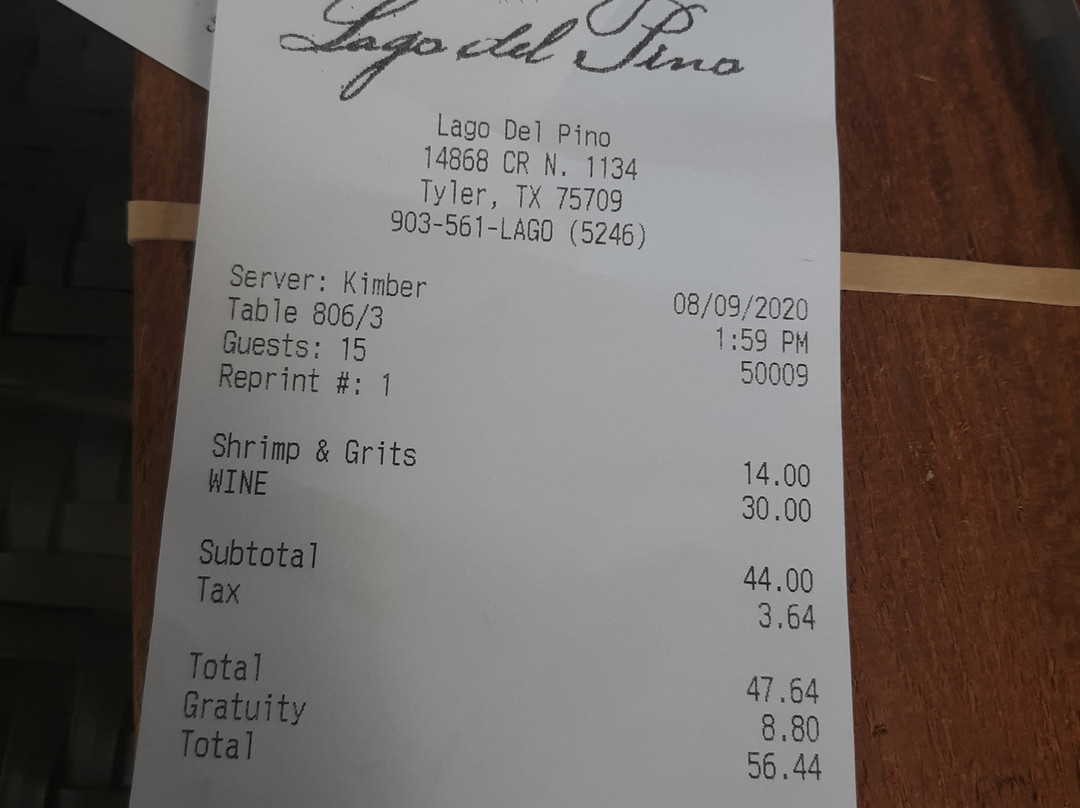 Lago del Pino
Lago Del Pino
14868 CR N. 1134
Tyler, TX 75709
903-561-LAGO (5246)
Server: Kimber 08/09/2020
Table 806/3 1:59 PM
Guests: 15 50009
Reprint #: 1
Shrimp & Grits 14.00
WINE 30.00
Subtotal 44.00
Tax 3.64
Total 47.64
Gratuity 8.80
Total 56.44